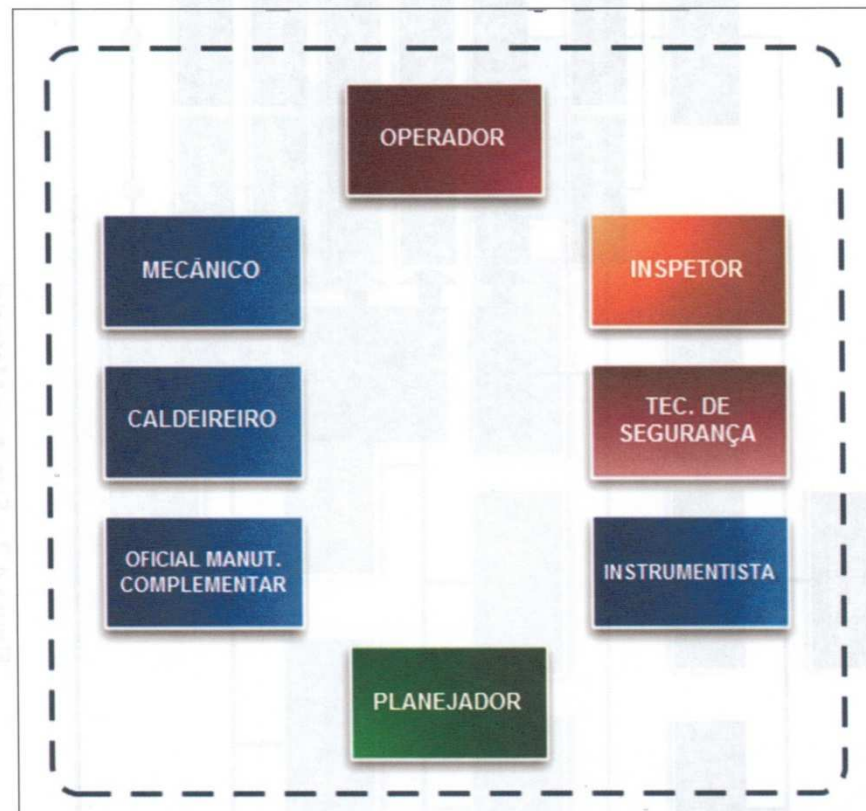 OPERADOR
MECÂNICO
INSPETOR
CALDEIREIRO
TEC. DE
SEGURANÇA
OFICIAL MANUT.
COMPLEMENTAR
INSTRUMENTISTA
PLANEJADOR